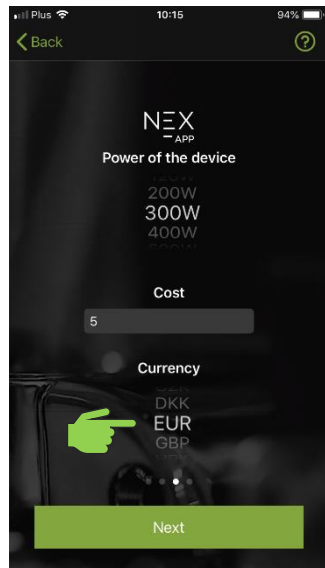 Plus 10:15 94%
Back ?
NEX
APP
Power of the device
200W
300W
400W
Cost
5
Currency
DKK
EUR
GBP
Next